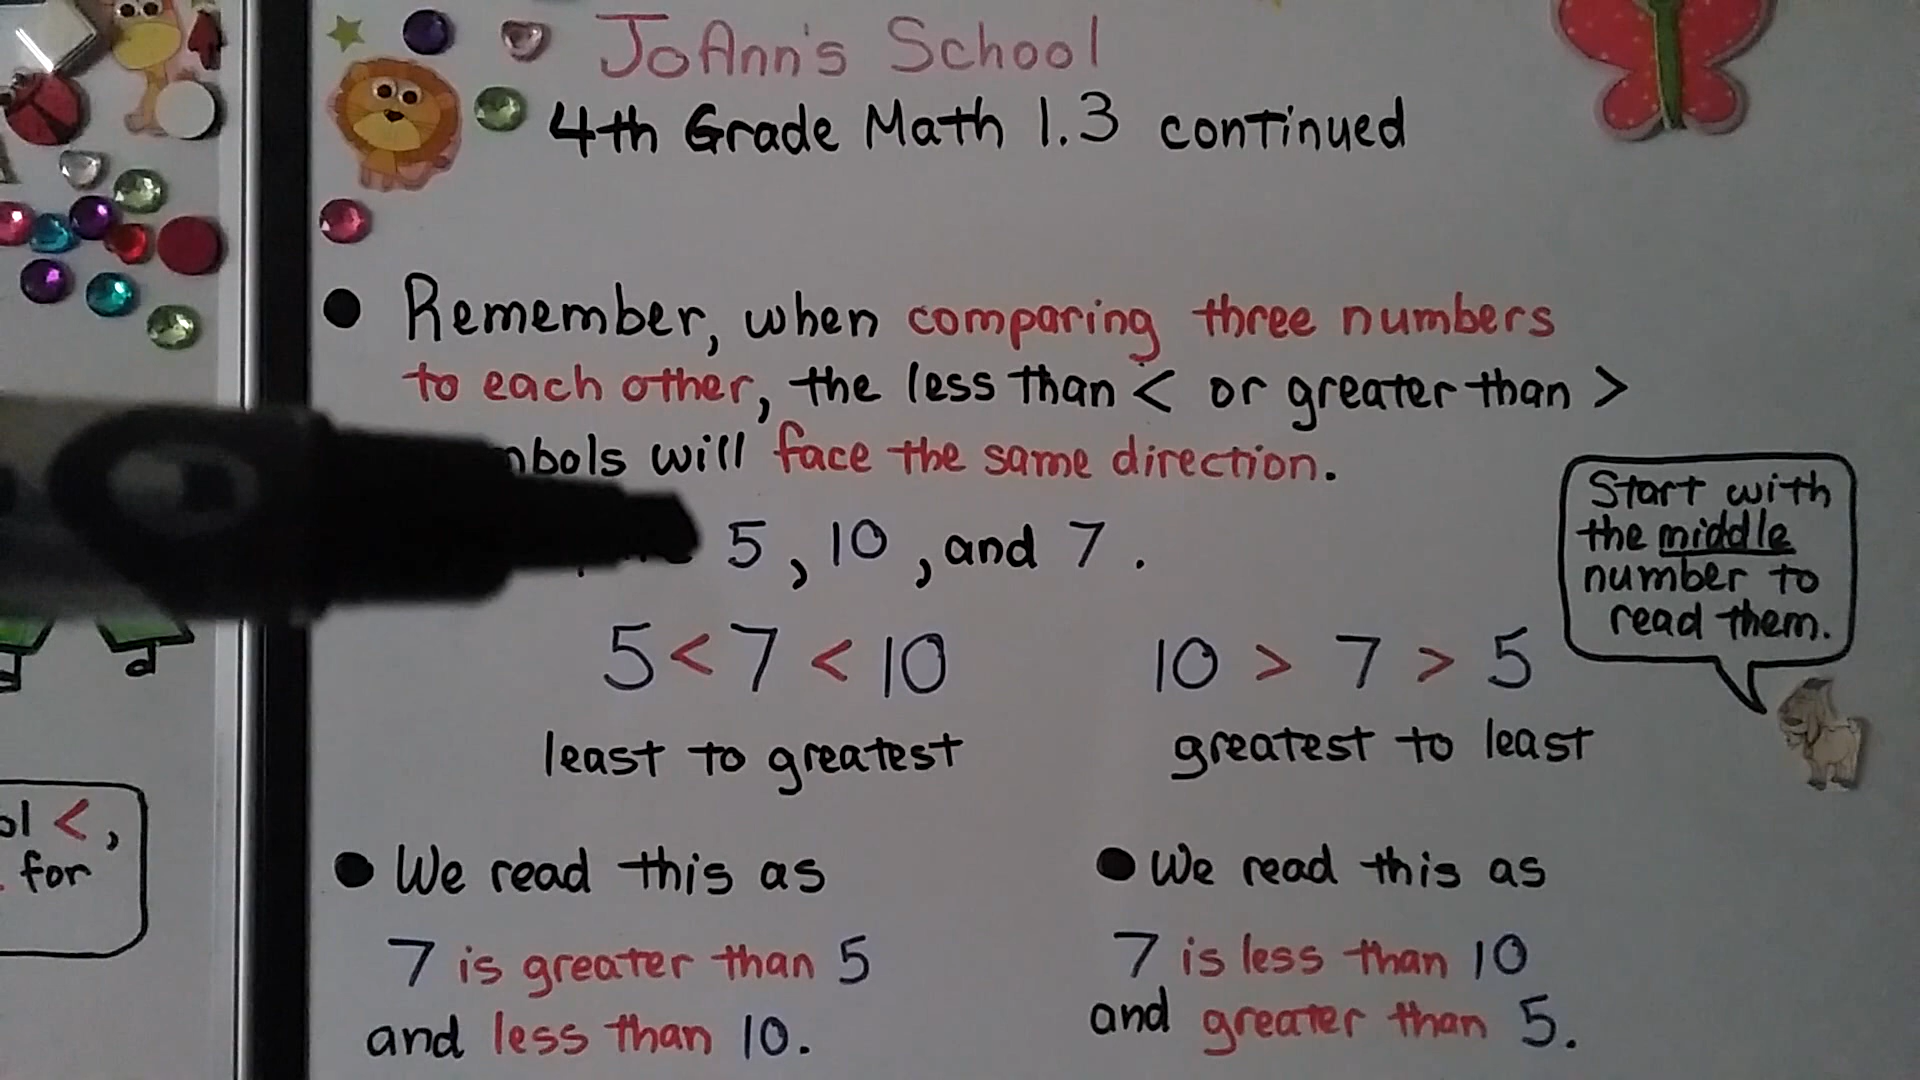 JoAnn's School
4th Grade Math 1.3 continued
Remember, when comparing three numbers
to each other, the less than < or greater than >
will face the same direction.
5, 10, and 7.
Start with
the middle
number to
read them.
5 < 7 < 10
10 > 7 > 5
least to greatest
greatest to least
<,
for
We read this as
7 is greater than 5
and less than 10.
We read this as
7 is less than 10
and greater than 5.